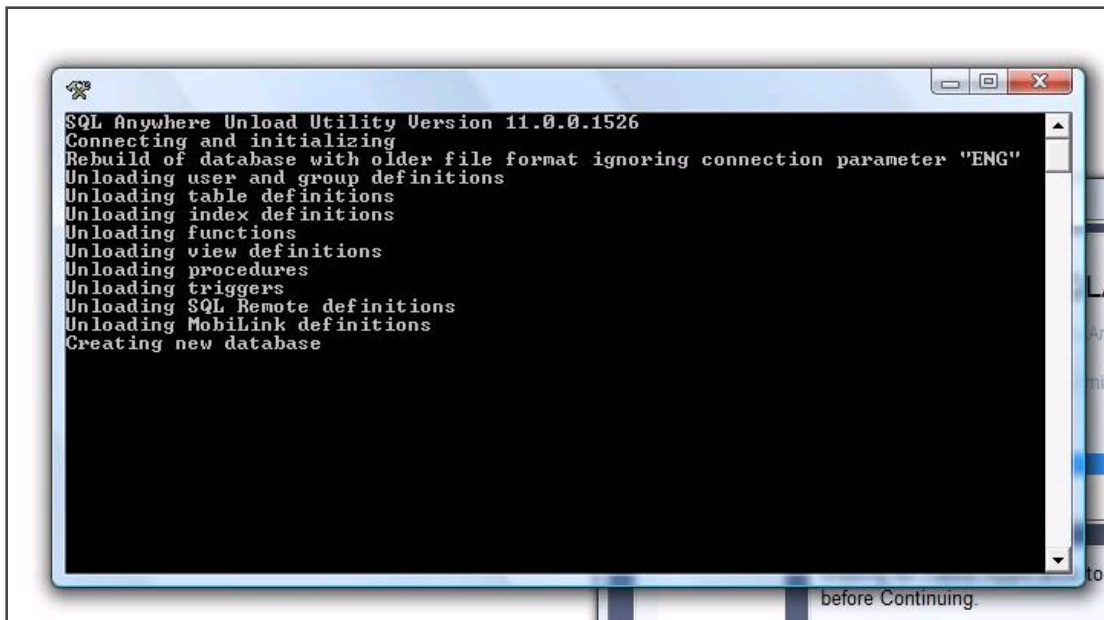 SQL Anywhere Unload Utility Version 11.0.0.1526
Connecting and initializing
Rebuild of database with older file format ignoring connection parameter "ENG"
Unloading user and group definitions
Unloading table definitions
Unloading index definitions
Unloading functions
Unloading view definitions
Unloading procedures
Unloading triggers
Unloading SQL Remote definitions
Unloading MobiLink definitions
Creating new database
before Continuing.